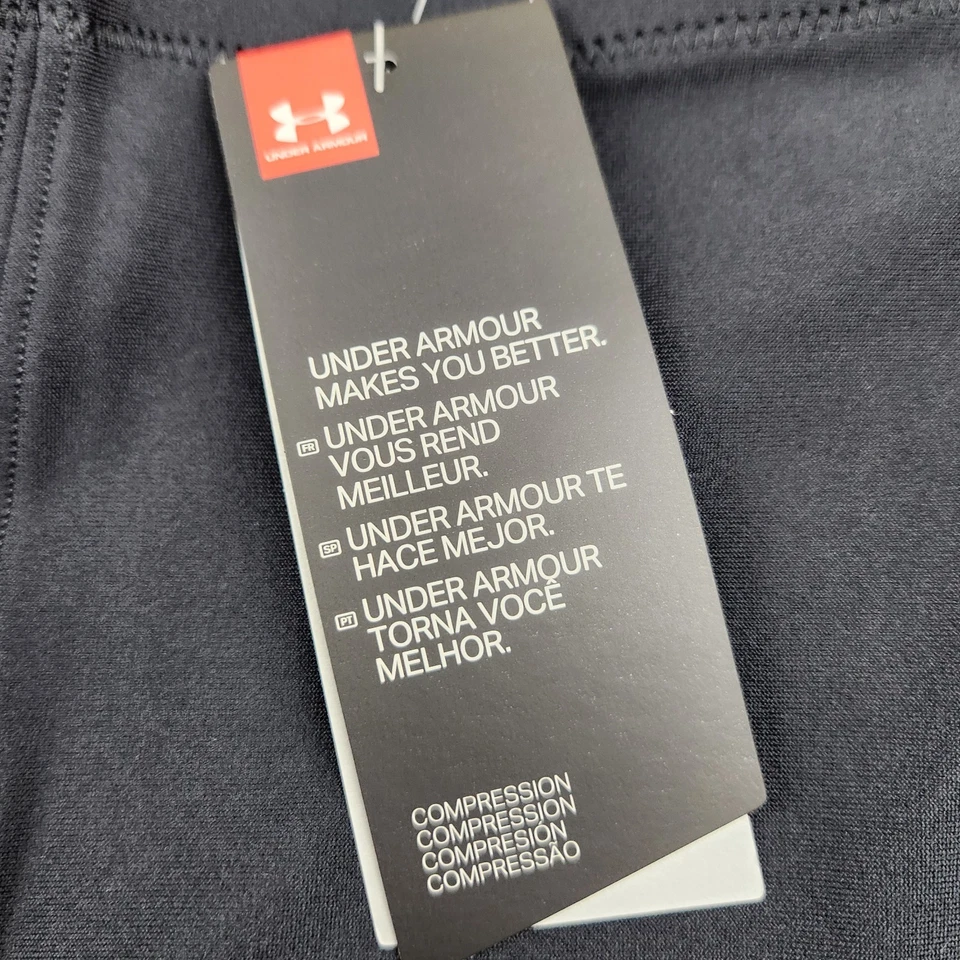 UNDER ARMOUR
UNDER ARMOUR
MAKES YOU BETTER.
FR UNDER ARMOUR
VOUS REND
MEILLEUR.
SP UNDER ARMOUR TE
HACE MEJOR.
PT UNDER ARMOUR
TORNA VOCÊ
MELHOR.
COMPRESSION
COMPRESSION
COMPRESIÓN
COMPRESSÃO